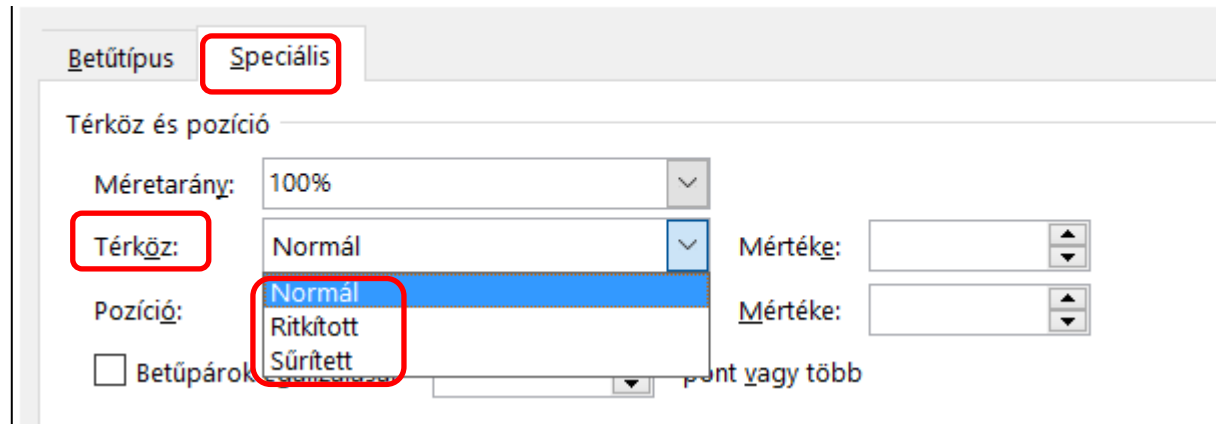 Betűtípus Speciális
Térköz és pozíció
Méretarány: 100%
Térköz: Normál Mértéke:
Normál
Pozíció: Mértéke:
Ritkított
Sűrített
Betűpárok pont vagy több